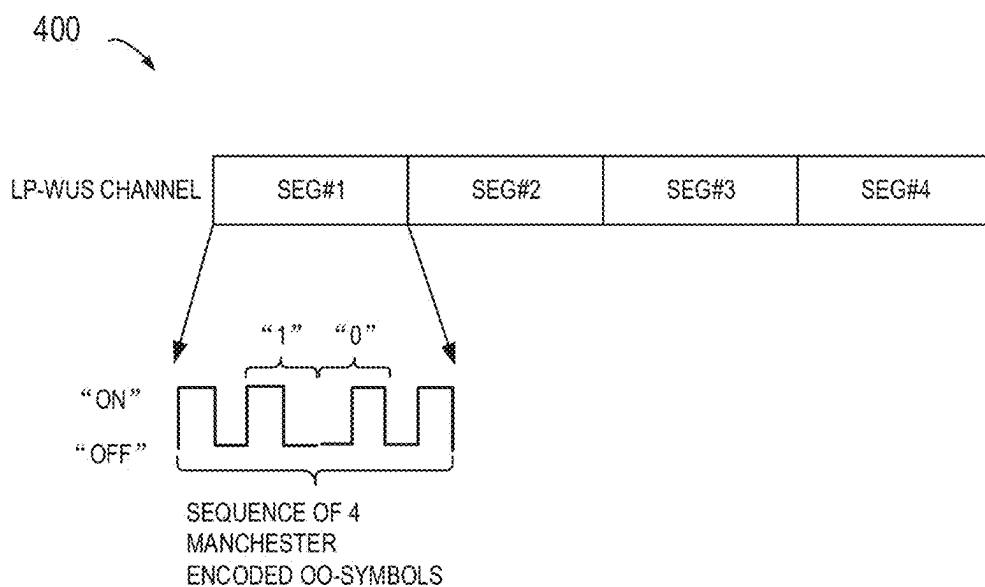 400
LP-WUS CHANNEL SEG#1 SEG#2 SEG#3 SEG#4
“1” “0”
“ON”
“OFF”
SEQUENCE OF 4
MANCHESTER
ENCODED OO-SYMBOLS